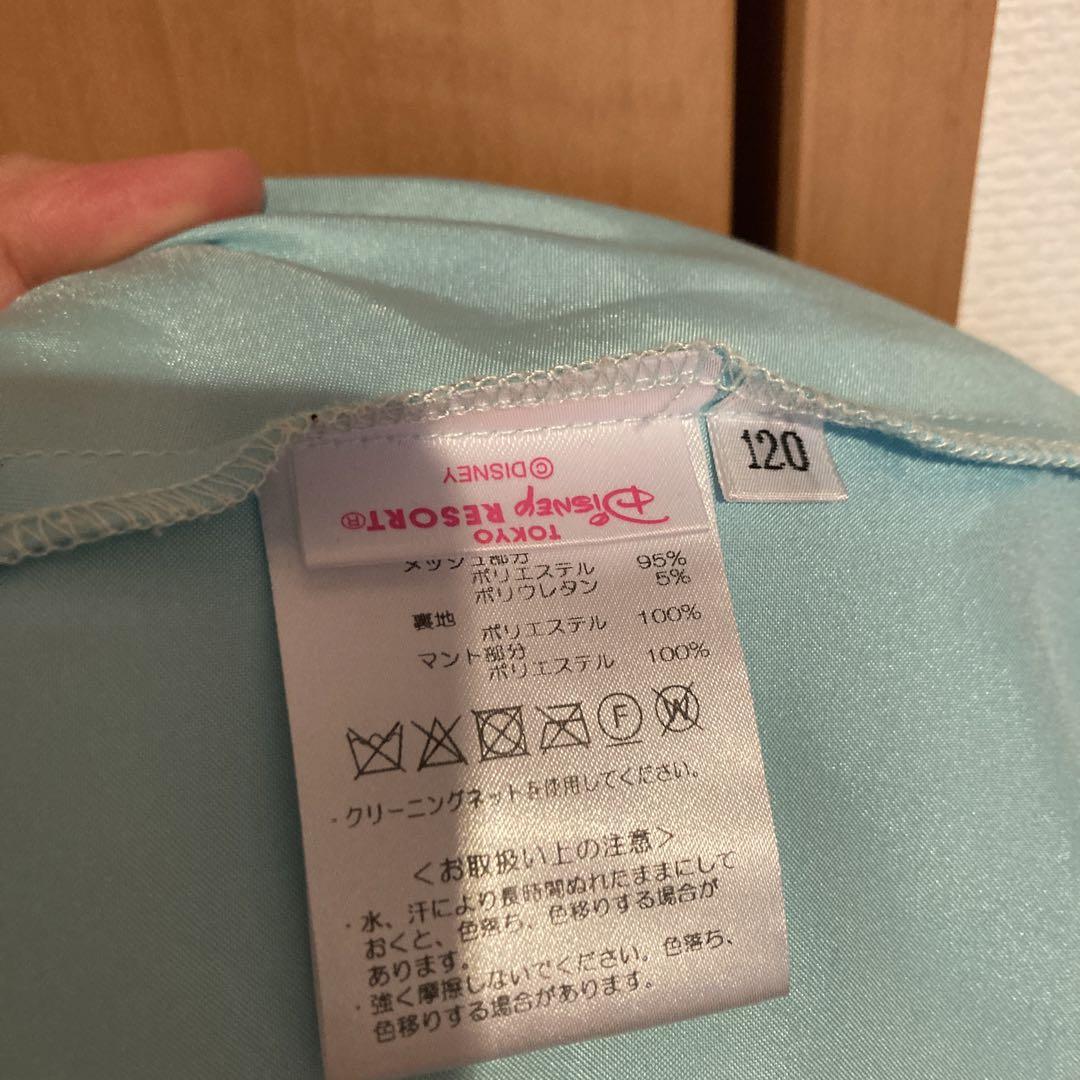 ©DISNEY
TOKYO
Disney RESORT®
120
メッシュ部分
ポリエステル 95%
ポリウレタン 5%
裏地
ポリエステル 100%
マント部分
ポリエステル 100%
F W
・クリーニングネットを使用してください。
＜お取扱い上の注意＞
・水、汗により長時間ぬれたままにして
おくと、色落ち、色移りする場合が
あります。
・強く摩擦しないでください。色落ち、
色移りする場合があります。